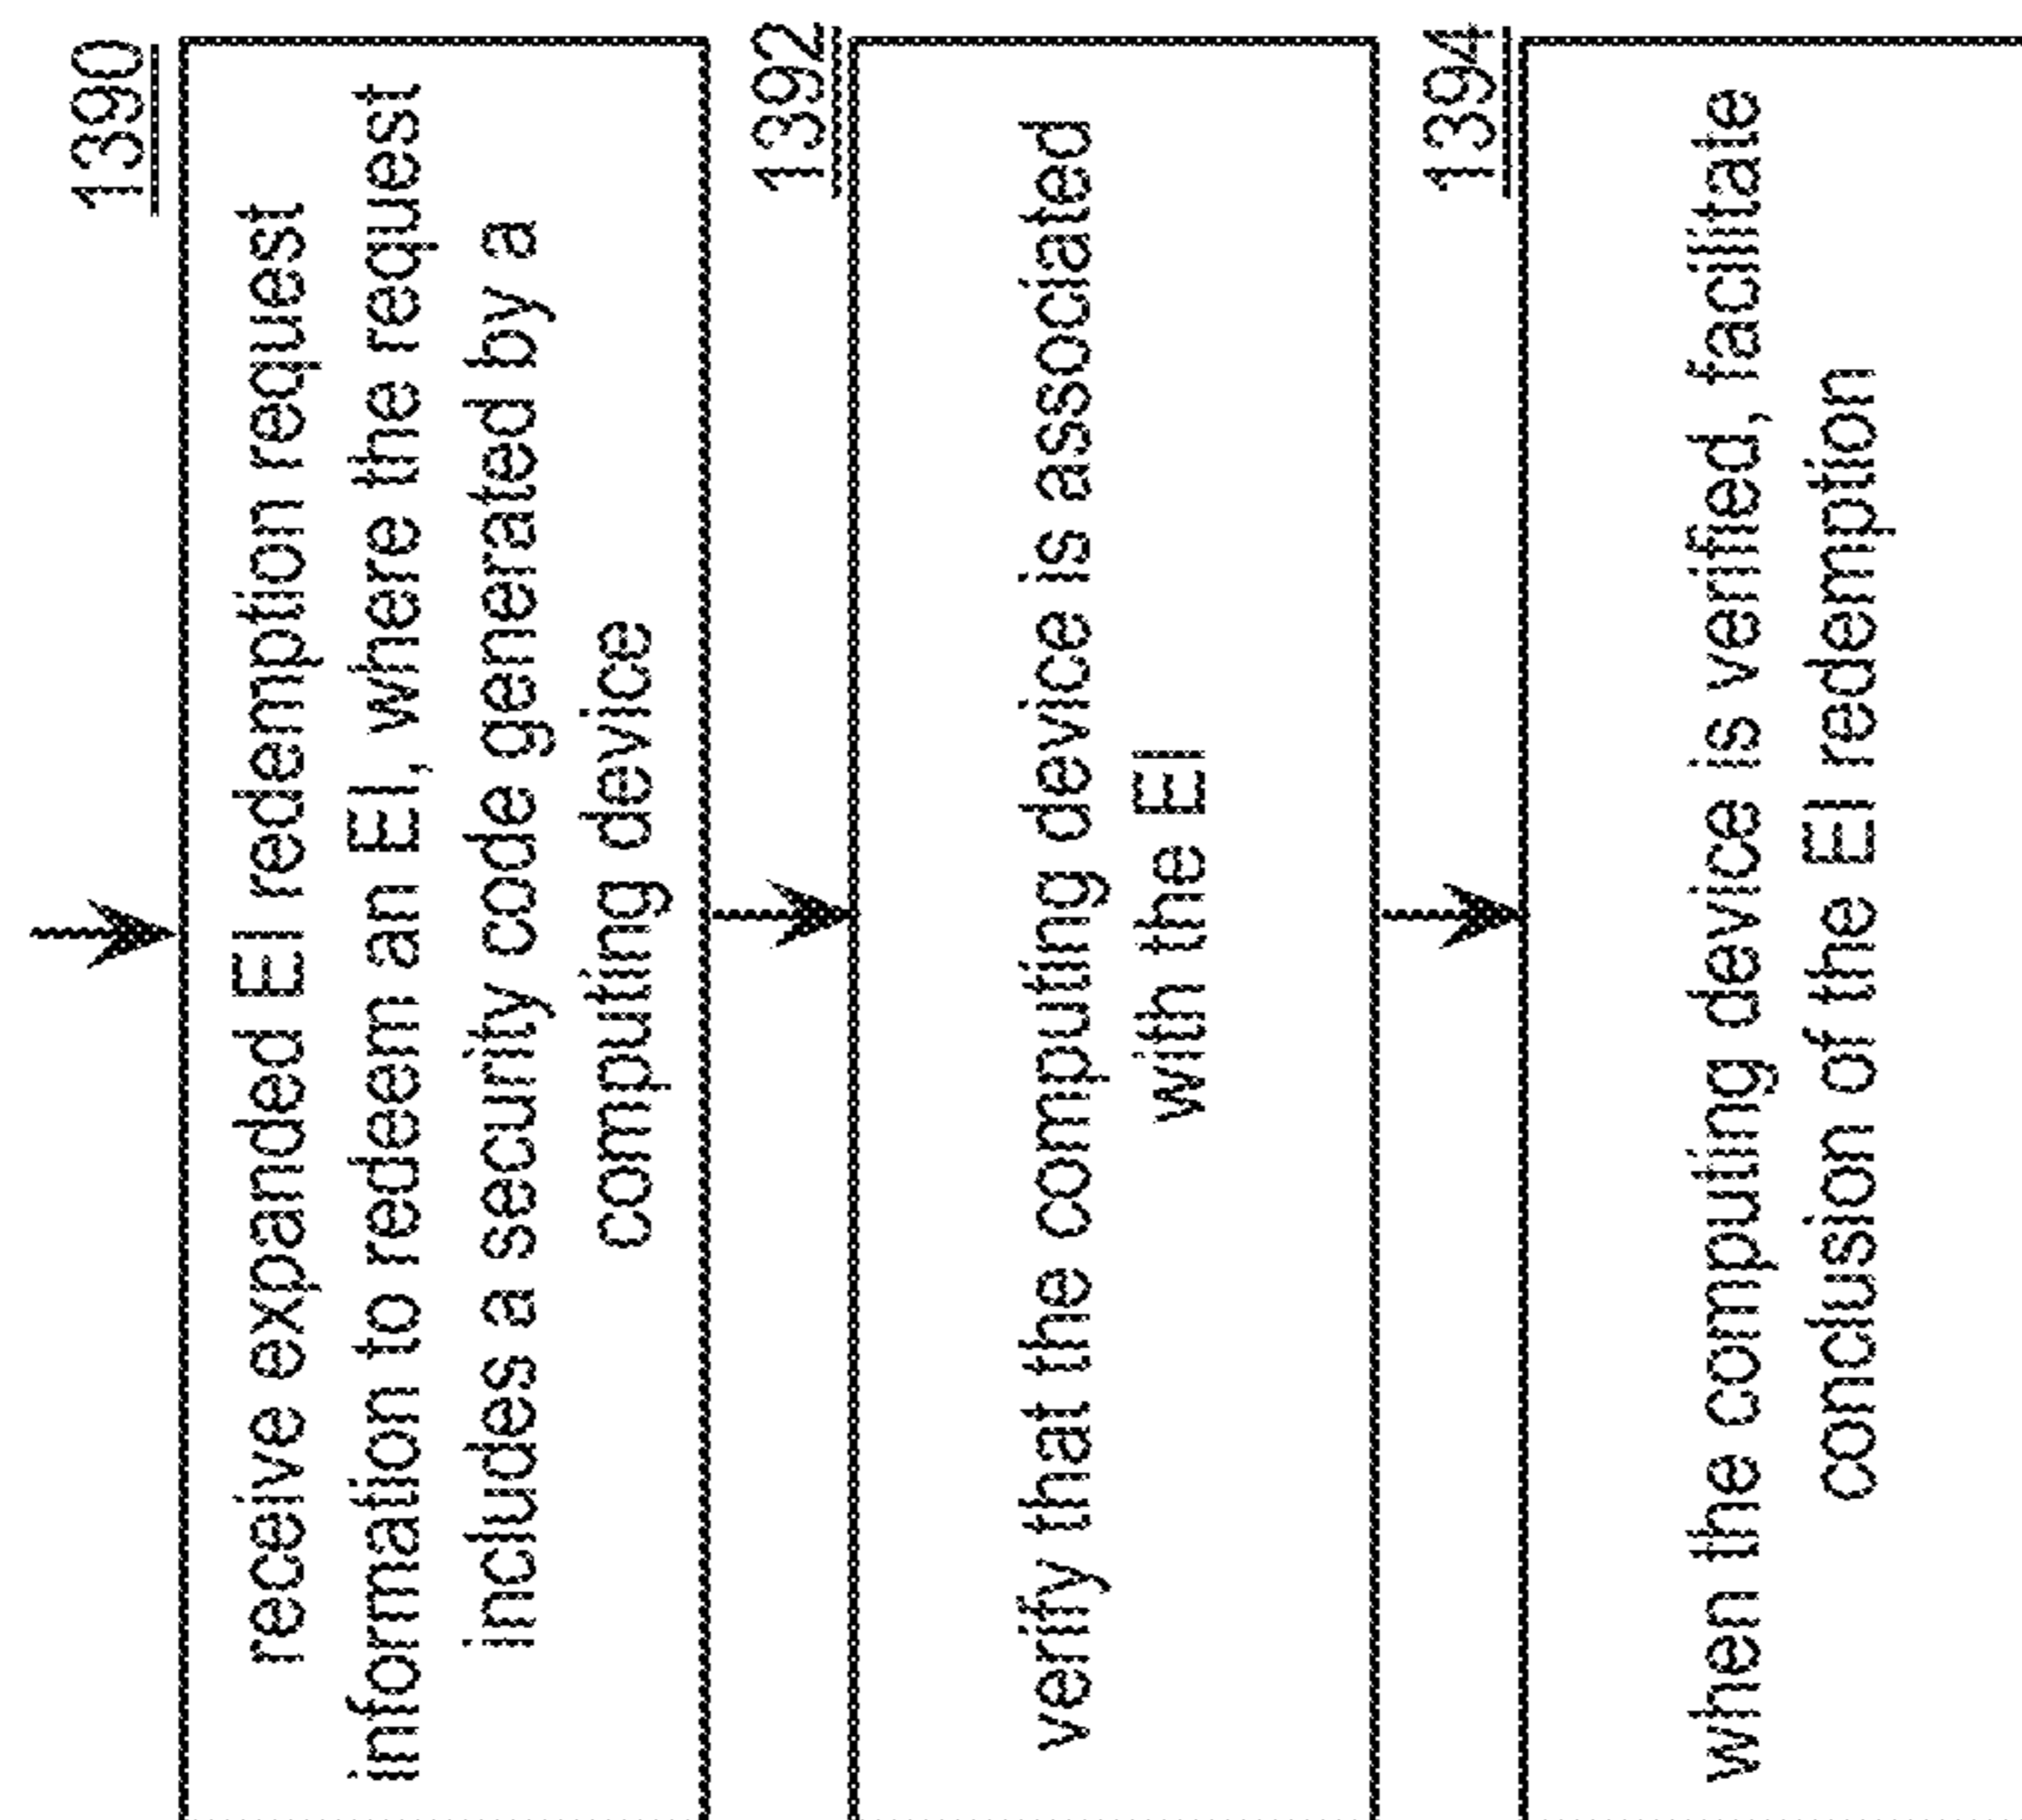 1390
receive expanded EI redemption request
information to redeem an EI, where the request
includes a security code generated by a
computing device
1392
verify that the computing device is associated
with the EI
1394
when the computing device is verified, facilitate
conclusion of the EI redemption